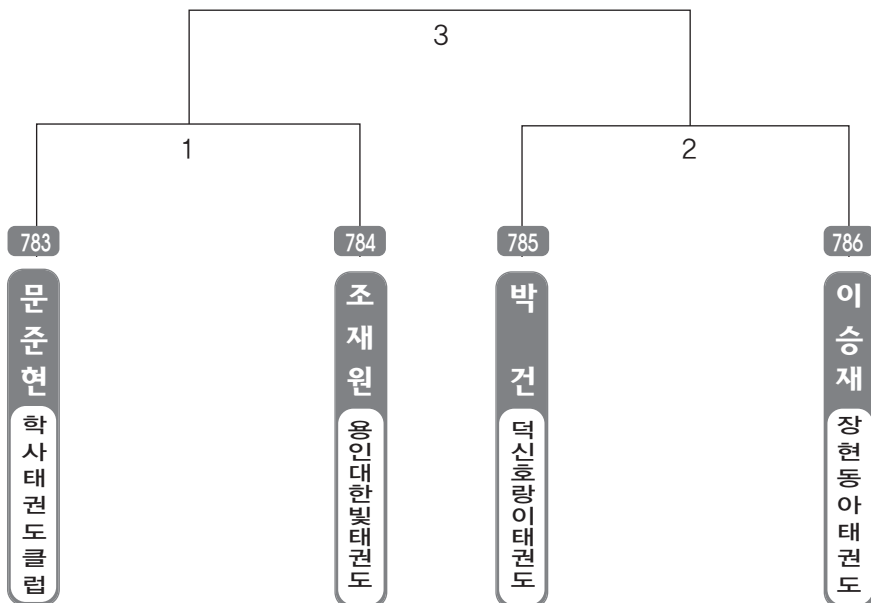 3
1
2
783
784
785
786
문준현
조재원
박 건
이승재
학사태권도클럽
용인대한빛태권도
덕신호랑이태권도
장현동아태권도